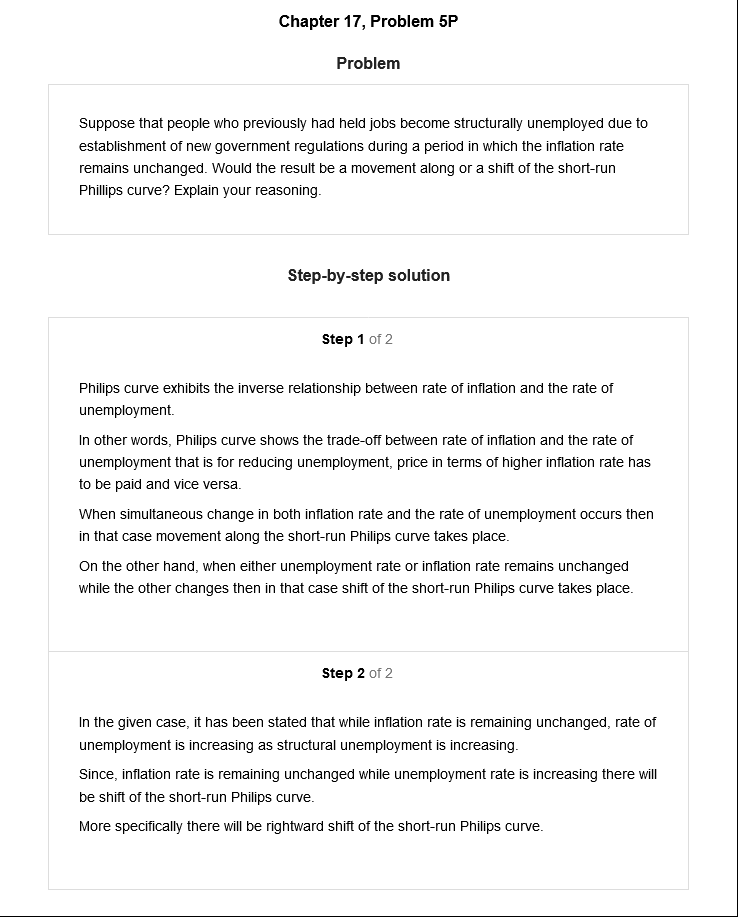 Chapter 17, Problem 5P
Problem
Suppose that people who previously had held jobs become structurally unemployed due to
establishment of new government regulations during a period in which the inflation rate
remains unchanged. Would the result be a movement along or a shift of the short-run
Phillips curve? Explain your reasoning.
Step-by-step solution
Step 1 of 2
Philips curve exhibits the inverse relationship between rate of inflation and the rate of
unemployment.
In other words, Philips curve shows the trade-off between rate of inflation and the rate of
unemployment that is for reducing unemployment, price in terms of higher inflation rate has
to be paid and vice versa.
When simultaneous change in both inflation rate and the rate of unemployment occurs then
in that case movement along the short-run Philips curve takes place.
On the other hand, when either unemployment rate or inflation rate remains unchanged
while the other changes then in that case shift of the short-run Philips curve takes place.
Step 2 of 2
In the given case, it has been stated that while inflation rate is remaining unchanged, rate of
unemployment is increasing as structural unemployment is increasing.
Since, inflation rate is remaining unchanged while unemployment rate is increasing there will
be shift of the short-run Philips curve.
More specifically there will be rightward shift of the short-run Philips curve.